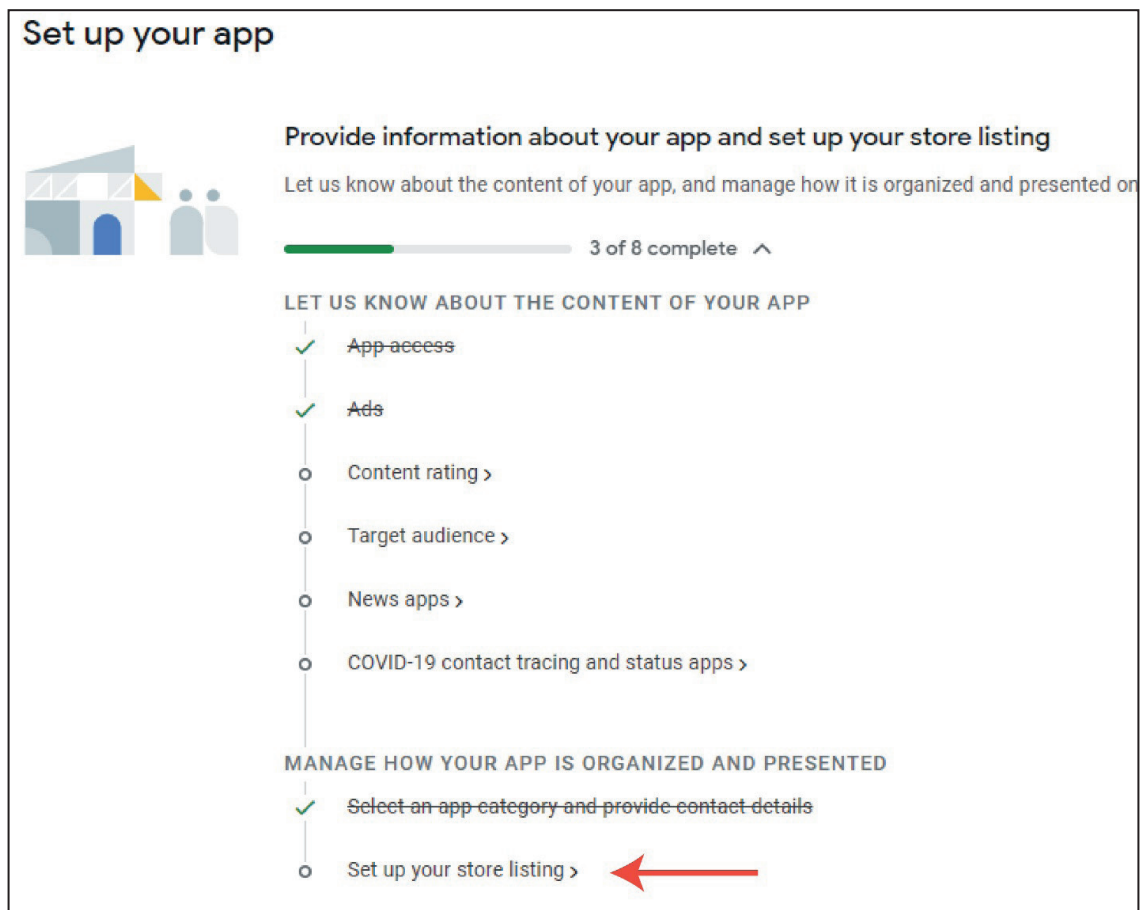 Set up your app
Provide information about your app and set up your store listing
Let us know about the content of your app, and manage how it is organized and presented on
3 of 8 complete
LET US KNOW ABOUT THE CONTENT OF YOUR APP
App access
Ads
Content rating
Target audience
News apps
COVID-19 contact tracing and status apps
MANAGE HOW YOUR APP IS ORGANIZED AND PRESENTED
Select an app category and provide contact details
Set up your store listing